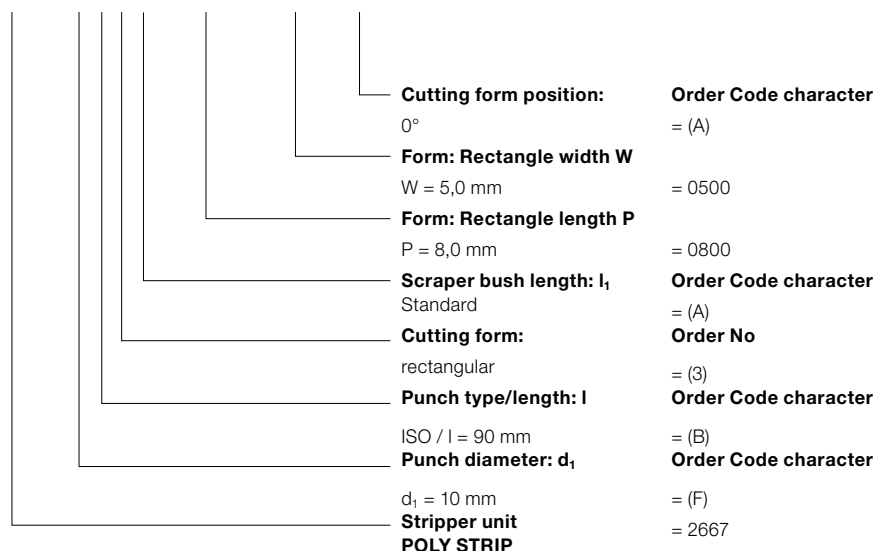 Cutting form position: Order Code character
0° = (A)
Form: Rectangle width W
W = 5,0 mm = 0500
Form: Rectangle length P
P = 8,0 mm = 0800
Scraper bush length: l₁ Order Code character
Standard = (A)
Cutting form: Order No
rectangular = (3)
Punch type/length: l Order Code character
ISO / l = 90 mm = (B)
Punch diameter: d₁ Order Code character
d₁ = 10 mm = (F)
Stripper unit = 2667
POLY STRIP